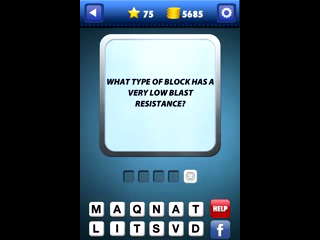 75 5685
WHAT TYPE OF BLOCK HAS A
VERY LOW BLAST
RESISTANCE?
M A Q N A T HELP
L I T S V D f